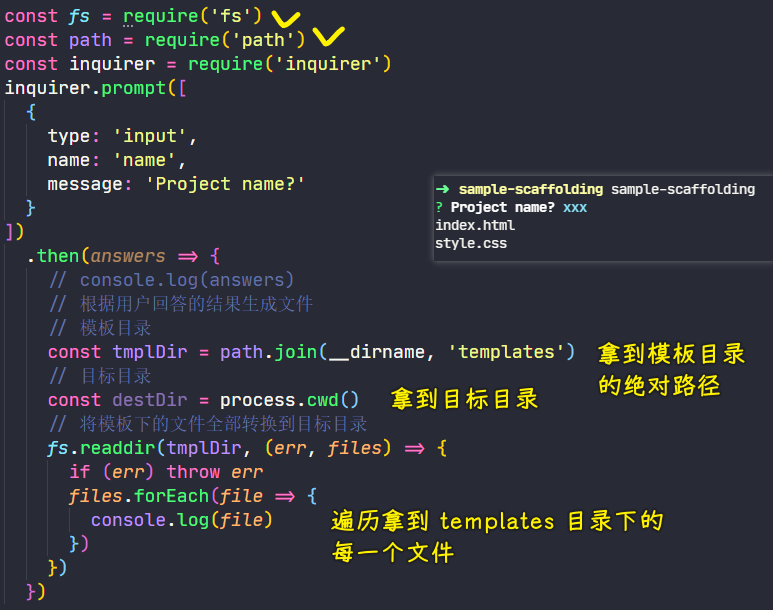 const fs = require('fs')
const path = require('path')
const inquirer = require('inquirer')
inquirer.prompt([
  {
    type: 'input',
    name: 'name',
    message: 'Project name?'
  }
])
  .then(answers => {
    // console.log(answers)
    // 根据用户回答的结果生成文件
    // 模板目录
    const tmplDir = path.join(__dirname, 'templates')
    // 目标目录
    const destDir = process.cwd()
    // 将模板下的文件全部转换到目标目录
    fs.readdir(tmplDir, (err, files) => {
      if (err) throw err
      files.forEach(file => {
        console.log(file)
      })
    })
  })
➜ sample-scaffolding sample-scaffolding
? Project name? xxx
index.html
style.css
拿到模板目录
的绝对路径
拿到目标目录
遍历拿到 templates 目录下的
每一个文件